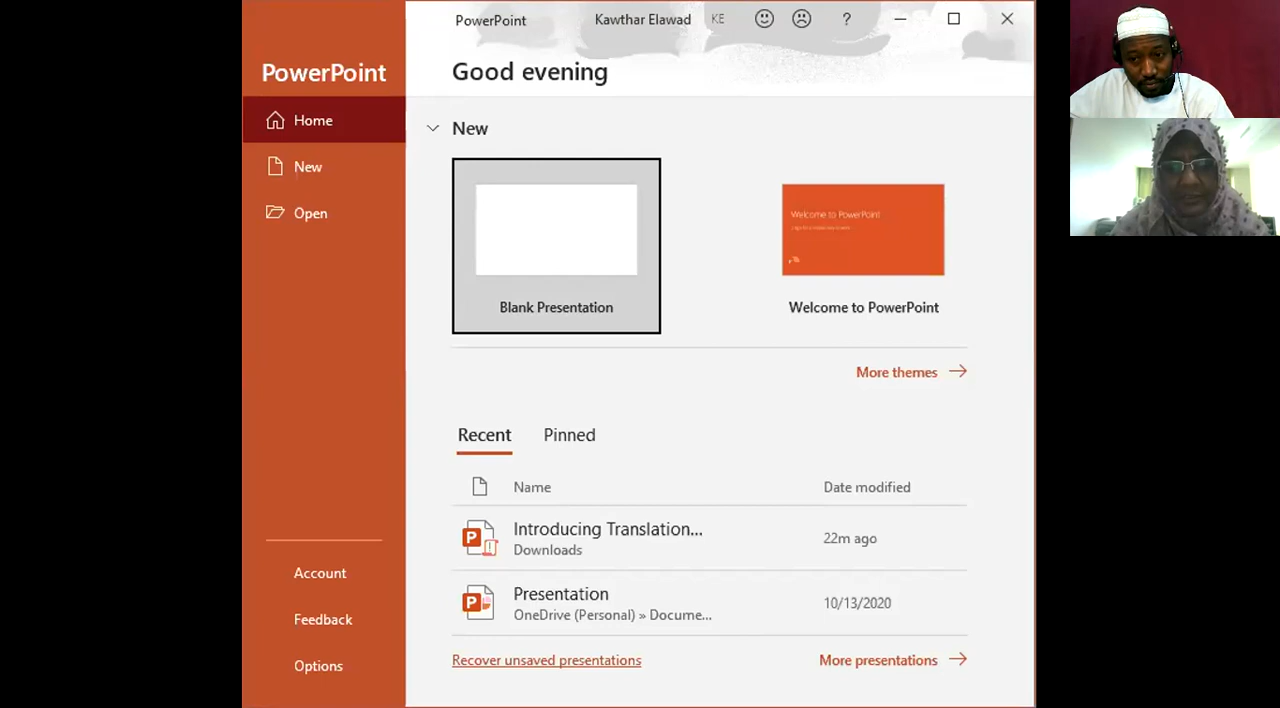 PowerPoint
Kawthar Elawad KE ?
PowerPoint
Good evening
Home
New
Open
New
Blank Presentation
Welcome to PowerPoint
Welcome to PowerPoint
More themes
Recent Pinned
Name Date modified
Introducing Translation... 22m ago
Downloads
Presentation 10/13/2020
OneDrive (Personal) » Docume...
Recover unsaved presentations More presentations
Account
Feedback
Options